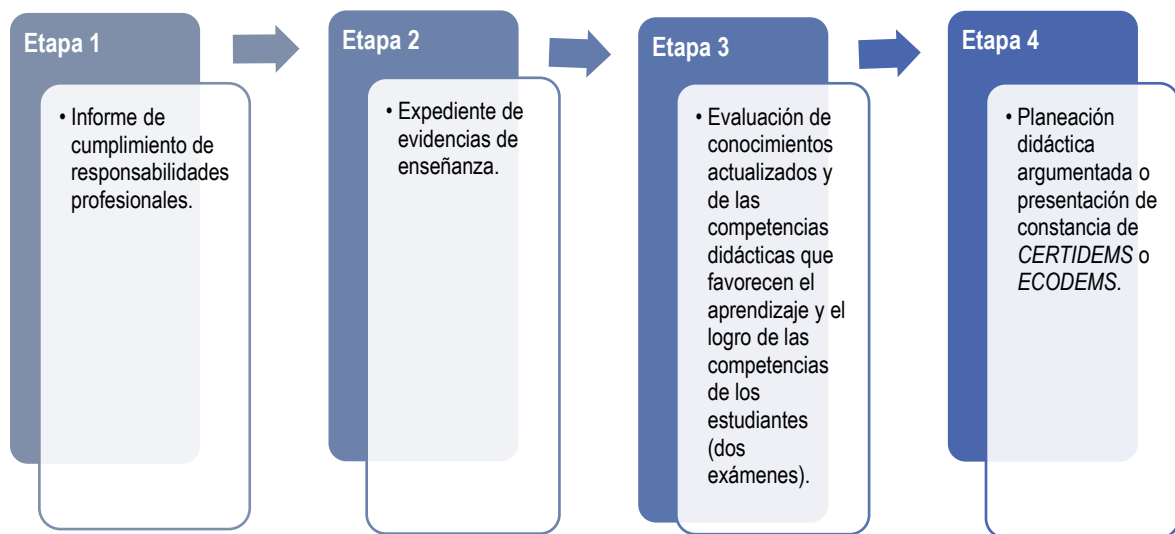 Etapa 1
• Informe de
cumplimiento de
responsabilidades
profesionales.
Etapa 2
• Expediente de
evidencias de
enseñanza.
Etapa 3
• Evaluación de
conocimientos
actualizados y
de las
competencias
didácticas que
favorecen el
aprendizaje y el
logro de las
competencias
de los
estudiantes
(dos
exámenes).
Etapa 4
• Planeación
didáctica
argumentada o
presentación de
constancia de
CERTIDEMS o
ECODEMS.